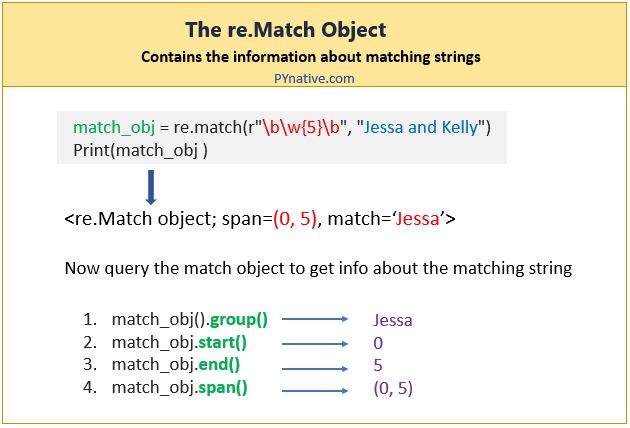 The re.Match Object
Contains the information about matching strings
PYnative.com
match_obj = re.match(r"\b\w{5}\b", "Jessa and Kelly")
Print(match_obj )
<re.Match object; span=(0, 5), match=‘Jessa’>
Now query the match object to get info about the matching string
1. match_obj().group() Jessa
2. match_obj.start() 0
3. match_obj.end() 5
4. match_obj.span() (0, 5)